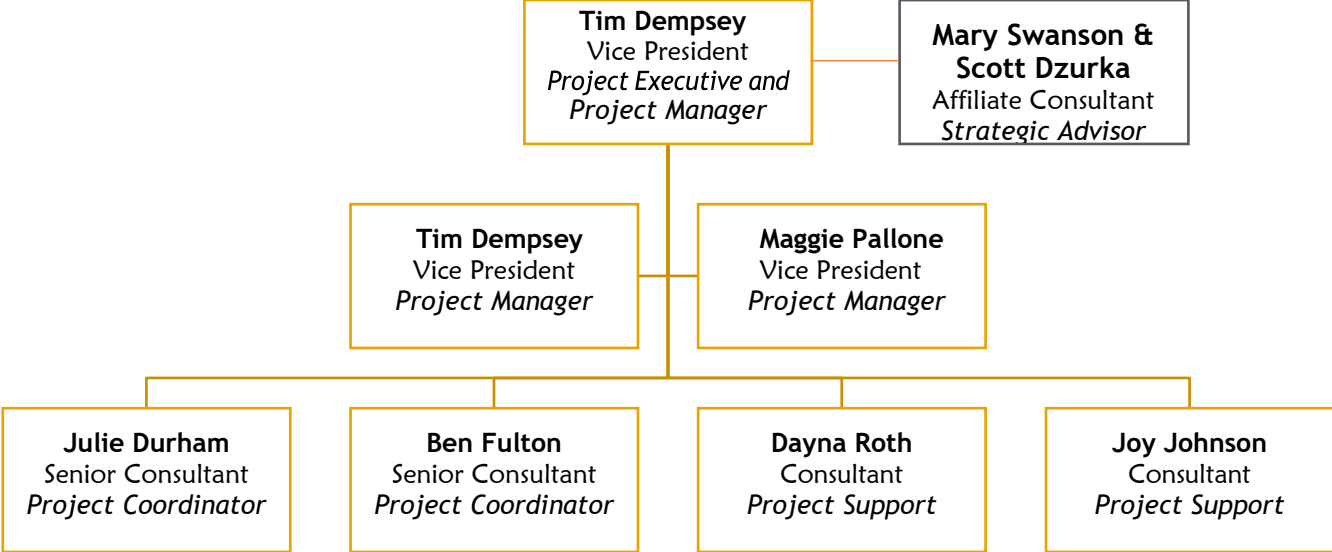 Tim Dempsey
Vice President
Project Executive and
Project Manager
Mary Swanson &
Scott Dzurka
Affiliate Consultant
Strategic Advisor
Tim Dempsey
Vice President
Project Manager
Maggie Pallone
Vice President
Project Manager
Julie Durham
Senior Consultant
Project Coordinator
Ben Fulton
Senior Consultant
Project Coordinator
Dayna Roth
Consultant
Project Support
Joy Johnson
Consultant
Project Support